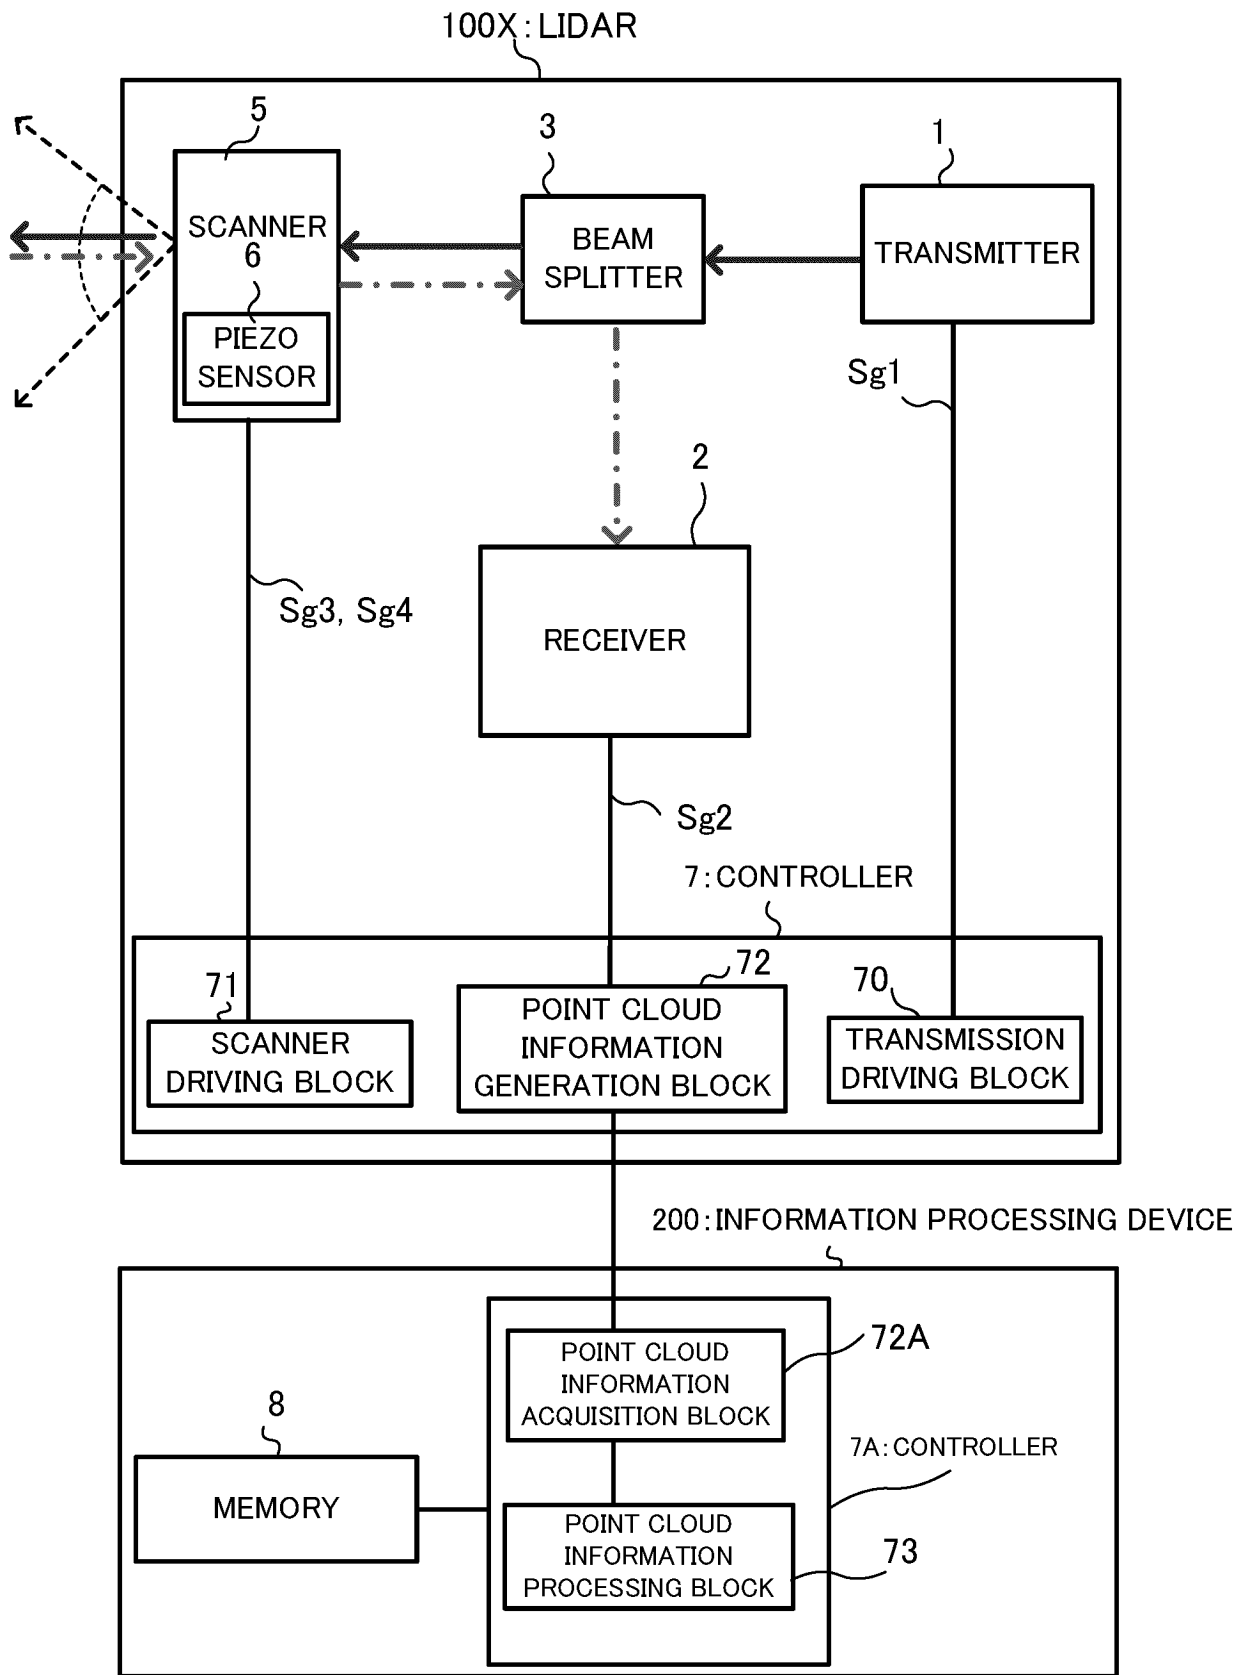 100X:LIDAR
5
3
1
SCANNER
6
PIEZO
SENSOR
BEAM
SPLITTER
TRANSMITTER
Sg1
2
Sg3, Sg4
RECEIVER
Sg2
7:CONTROLLER
71
SCANNER
DRIVING BLOCK
72
POINT CLOUD
INFORMATION
GENERATION BLOCK
70
TRANSMISSION
DRIVING BLOCK
200:INFORMATION PROCESSING DEVICE
POINT CLOUD
INFORMATION
ACQUISITION BLOCK
72A
8
MEMORY
7A:CONTROLLER
POINT CLOUD
INFORMATION
PROCESSING BLOCK
73